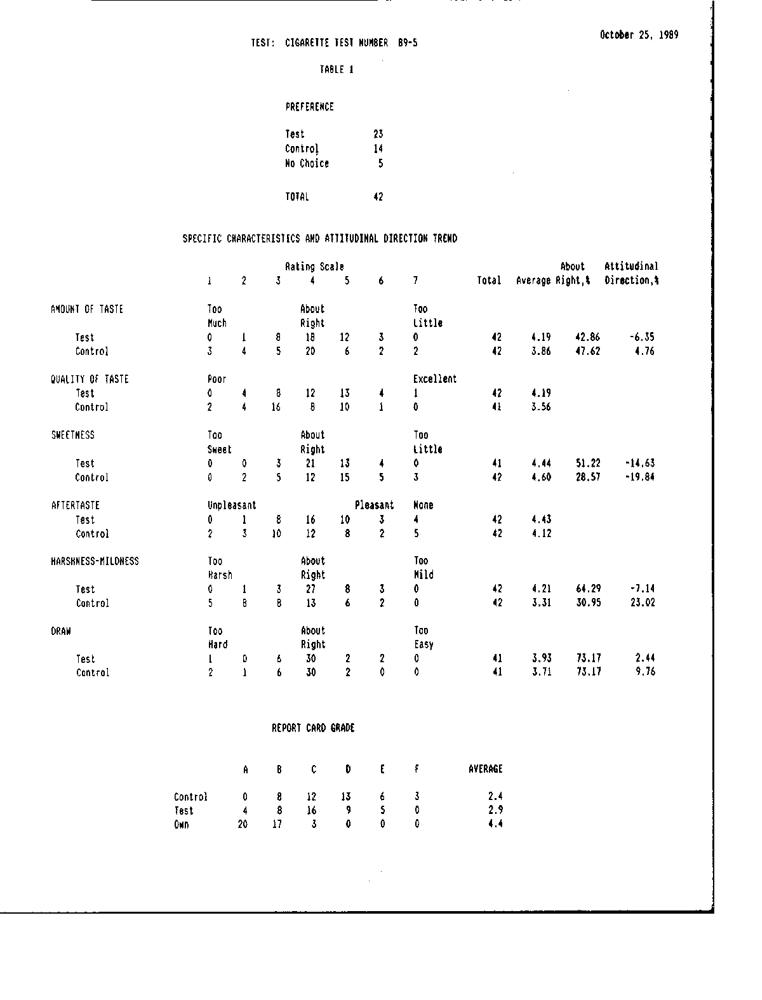 October 25, 1989
TEST: CIGARETTE TEST NUMBER B9-5
TABLE 1
PREFERENCE
Test 23
Control 14
No Choice 5
TOTAL 42
SPECIFIC CHARACTERISTICS AND ATTITUDINAL DIRECTION TREND
Rating Scale About Attitudinal
1 2 3 4 5 6 7 Total Average Right,% Direction,%
AMOUNT OF TASTE Too About Too
Much Right Little
Test 0 1 8 18 12 3 0 42 4.19 42.86 -6.35
Control 3 4 5 20 6 2 2 42 3.86 47.62 4.76
QUALITY OF TASTE Poor Excellent
Test 0 4 8 12 13 4 1 42 4.19
Control 2 4 16 8 10 1 0 41 3.56
SWEETNESS Too About Too
Sweet Right Little
Test 0 0 3 21 13 4 0 41 4.44 51.22 -14.63
Control 0 2 5 12 15 5 3 42 4.60 28.57 -19.84
AFTERTASTE Unpleasant Pleasant None
Test 0 1 8 16 10 3 4 42 4.43
Control 2 3 10 12 8 2 5 42 4.12
HARSHNESS-MILDNESS Too About Too
Harsh Right Mild
Test 0 1 3 27 8 3 0 42 4.21 64.29 -7.14
Control 5 8 8 13 6 2 0 42 3.31 30.95 23.02
DRAW Too About Too
Hard Right Easy
Test 1 0 6 30 2 2 0 41 3.93 73.17 2.44
Control 2 1 6 30 2 0 0 41 3.71 73.17 9.76
REPORT CARD GRADE
A B C D E F AVERAGE
Control 0 8 12 13 6 3 2.4
Test 4 8 16 9 5 0 2.9
Own 20 17 3 0 0 0 4.4